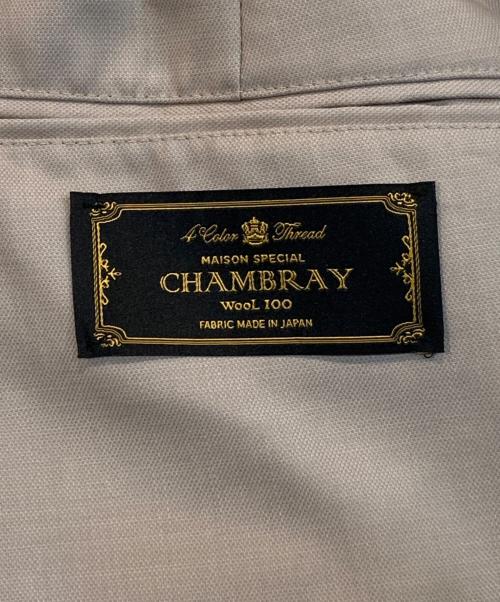 4 Color Thread
MAISON SPECIAL
CHAMBRAY
WooL 100
FABRIC MADE IN JAPAN